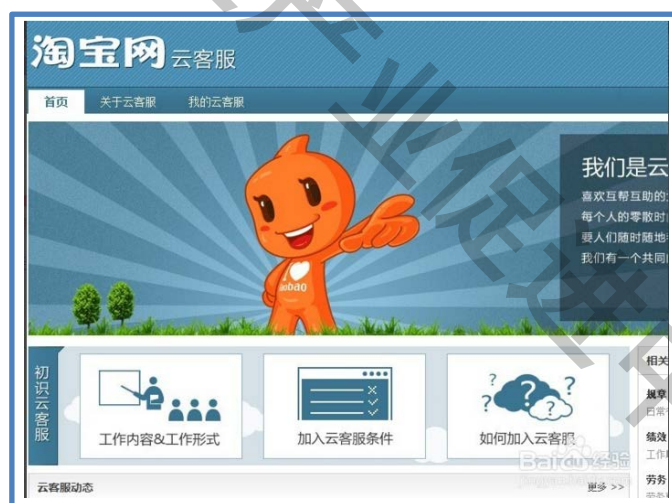 淘宝网 云客服
首页 关于云客服 我的云客服
我们是云
喜欢互帮互助的
每个人的零散时
要人们随时随地
我们有一个共同
taobao
初识云客服
工作内容&工作形式
加入云客服条件
如何加入云客服
相关
规章
日常
绩效
工作
劳务
云客服动态 更多 >>
Baidu经验
产业促进中